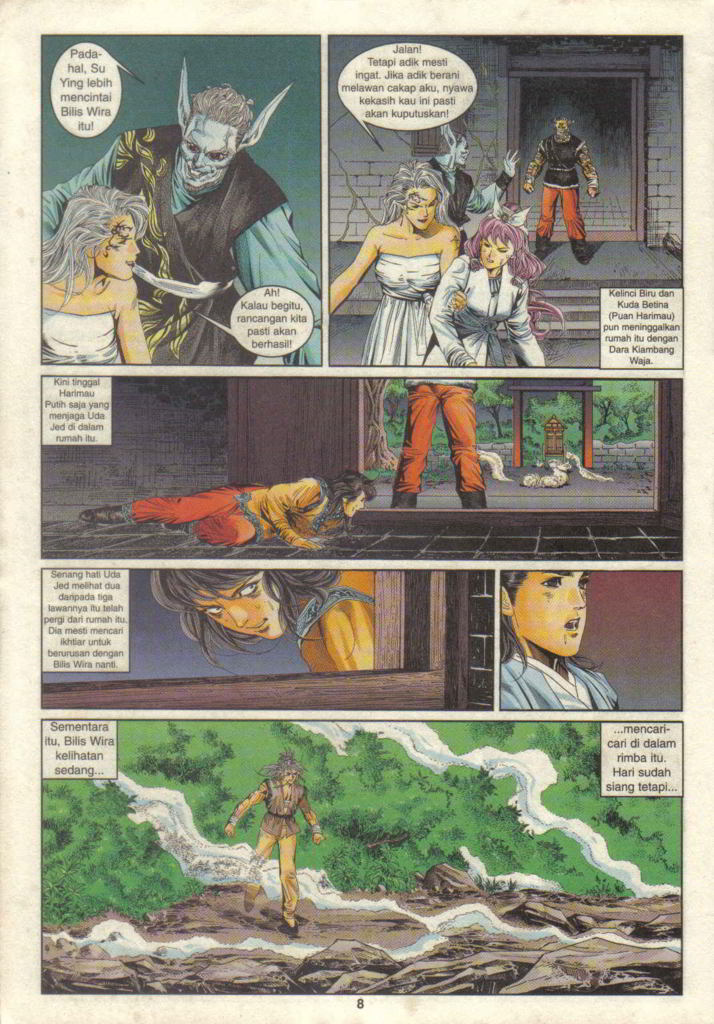 Pada-
hal, Su
Ying lebih
mencintai
Bilis Wira
itu!
Ah!
Kalau begitu,
rancangan kita
pasti akan
berhasil!
Jalan!
Tetapi adik mesti
ingat. Jika adik berani
melawan cakap aku, nyawa
kekasih kau ini pasti
akan kuputuskan!
Kelinci Biru dan
Kuda Betina
(Puan Harimau)
pun meninggalkan
rumah itu dengan
Dara Kiambang
Waja.
Kini tinggal
Harimau
Putih saja yang
menjaga Uda
Jed di dalam
rumah itu.
Senang hati Uda
Jed melihat dua
daripada tiga
lawannya itu telah
pergi dari rumah itu.
Dia mesti mencari
ikhtiar untuk
berurusan dengan
Bilis Wira nanti.
Sementara
itu, Bilis Wira
kelihatan
sedang...
...mencari-
cari di dalam
rimba itu.
Hari sudah
siang tetapi...
8